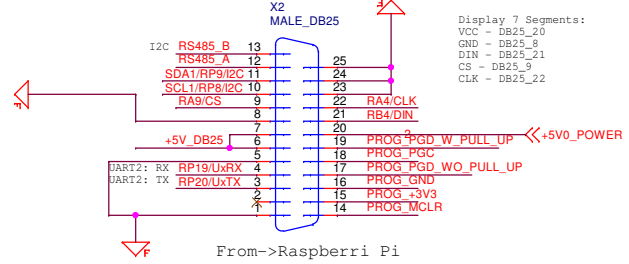 X2
MALE_DB25
Display 7 Segments:
VCC - DB25_20
GND - DB25_8
DIN - DB25_21
CS - DB25_9
CLK - DB25_22
I2C RS485_B 13
RS485_A 12
25
SDA1/RP9/I2C 11
24
SCL1/RP8/I2C 10
23
RA9/CS 9
22 RA4/CLK
8
21 RB4/DIN
7
20 2 +5V0_POWER
+5V_DB25 6
19 PROG_PGD_W_PULL_UP
5
18 PROG_PGC
UART2: RX RP19/UxRX 4
17 PROG_PGD_WO_PULL_UP
UART2: TX RP20/UxTX 3
16 PROG_GND
2
15 PROG_+3V3
1
14 PROG_MCLR
F
F
F
From->Raspberri Pi